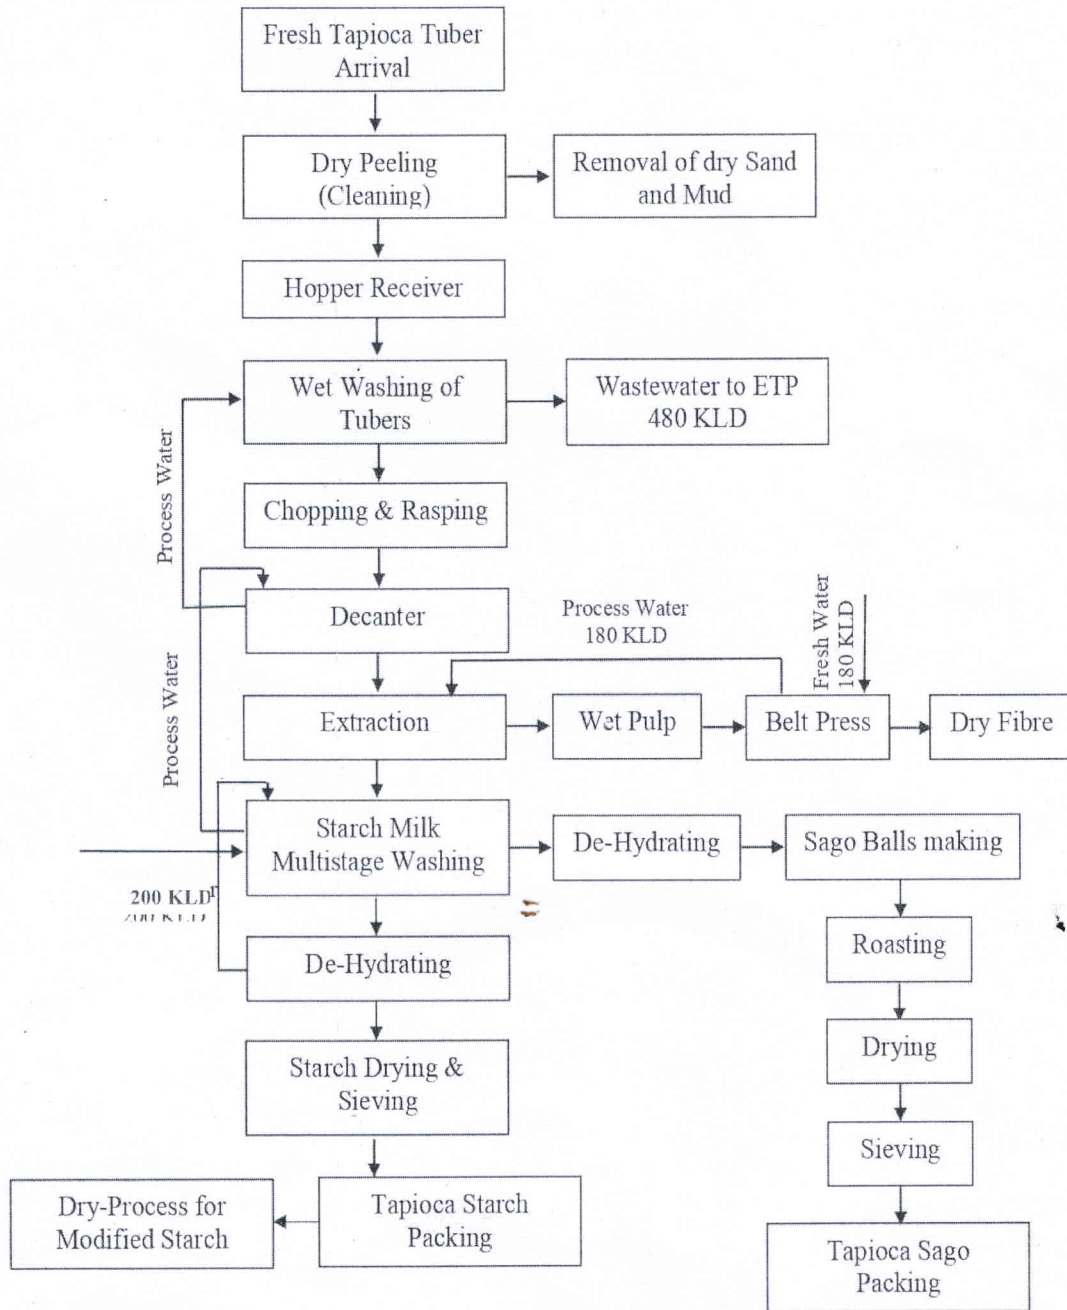 Fresh Tapioca Tuber
Arrival
Dry Peeling
(Cleaning)
Removal of dry Sand
and Mud
Hopper Receiver
Wet Washing of
Tubers
Wastewater to ETP
480 KLD
Process Water
Chopping & Rasping
Decanter
Process Water
180 KLD
Fresh Water
180 KLD
Process Water
Extraction
Wet Pulp
Belt Press
Dry Fibre
Starch Milk
Multistage Washing
De-Hydrating
Sago Balls making
200 KLD
200 KLD
De-Hydrating
Roasting
Starch Drying &
Sieving
Drying
Sieving
Dry-Process for
Modified Starch
Tapioca Starch
Packing
Tapioca Sago
Packing